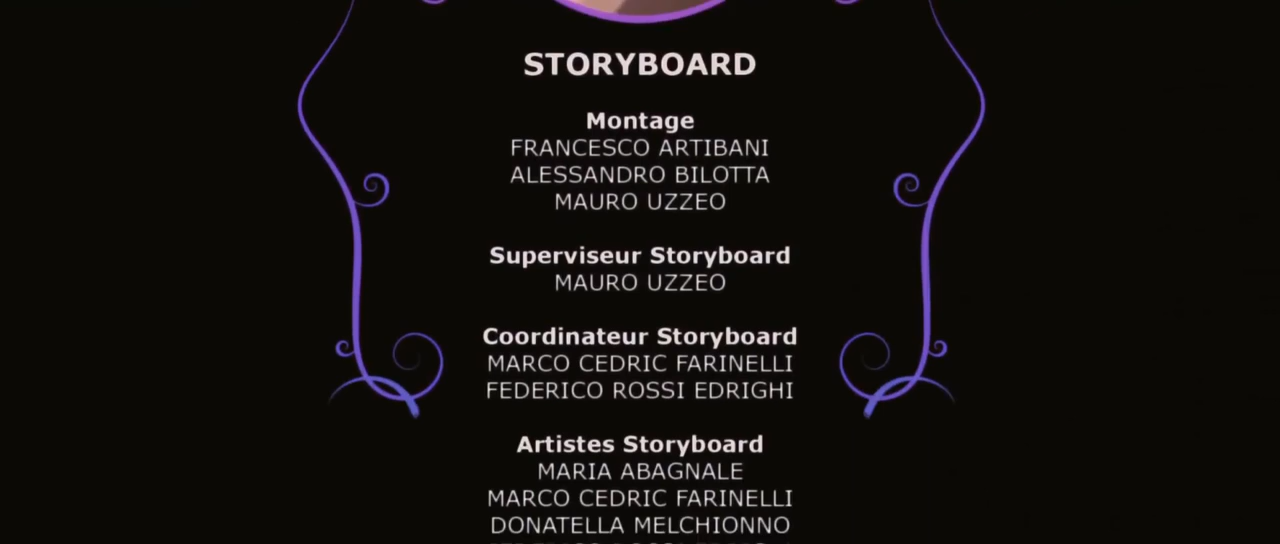 STORYBOARD
Montage
FRANCESCO ARTIBANI
ALESSANDRO BILOTTA
MAURO UZZEO
Superviseur Storyboard
MAURO UZZEO
Coordinateur Storyboard
MARCO CEDRIC FARINELLI
FEDERICO ROSSI EDRIGHI
Artistes Storyboard
MARIA ABAGNALE
MARCO CEDRIC FARINELLI
DONATELLA MELCHIONNO